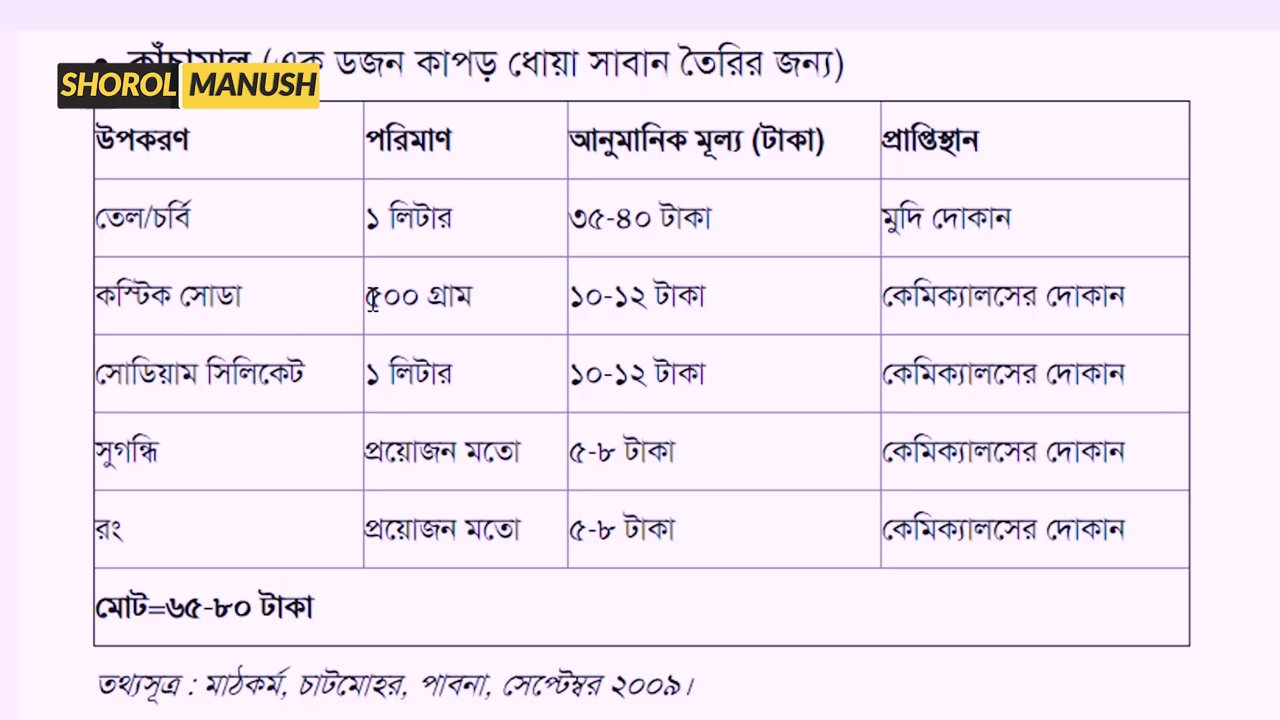 কাঁচামাল (এক ডজন কাপড় ধোয়া সাবান তৈরির জন্য)
SHOROL MANUSH
উপকরণ পরিমাণ আনুমানিক মূল্য (টাকা) প্রাপ্তিস্থান
তেল/চর্বি ১ লিটার ৩৫-৪০ টাকা মুদি দোকান
কস্টিক সোডা ৫০০ গ্রাম ১০-১২ টাকা কেমিক্যালসের দোকান
সোডিয়াম সিলিকেট ১ লিটার ১০-১২ টাকা কেমিক্যালসের দোকান
সুগন্ধি প্রয়োজন মতো ৫-৮ টাকা কেমিক্যালসের দোকান
রং প্রয়োজন মতো ৫-৮ টাকা কেমিক্যালসের দোকান
মোট=৬৫-৮০ টাকা
তথ্যসূত্র : মাঠকর্ম, চাটমোহর, পাবনা, সেপ্টেম্বর ২০০৯।